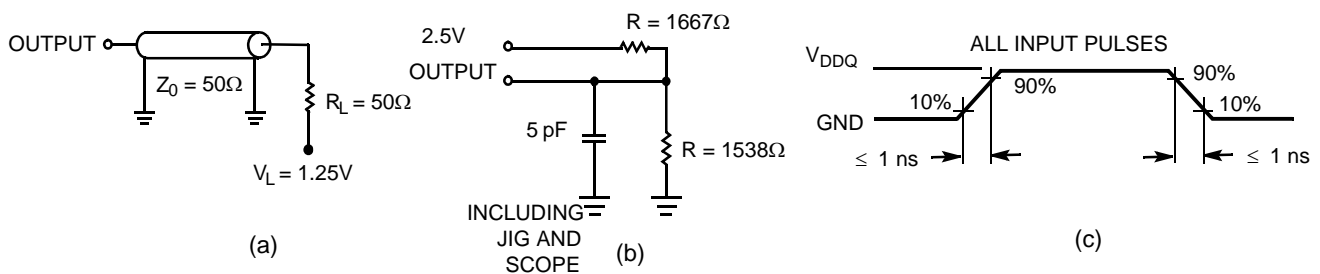 OUTPUT
Z0 = 50Ω
RL = 50Ω
VL = 1.25V
(a)
R = 1667Ω
2.5V
OUTPUT
5 pF
R = 1538Ω
INCLUDING
JIG AND
SCOPE
(b)
ALL INPUT PULSES
VDDQ
90%
90%
10%
10%
GND
≤ 1 ns
≤ 1 ns
(c)